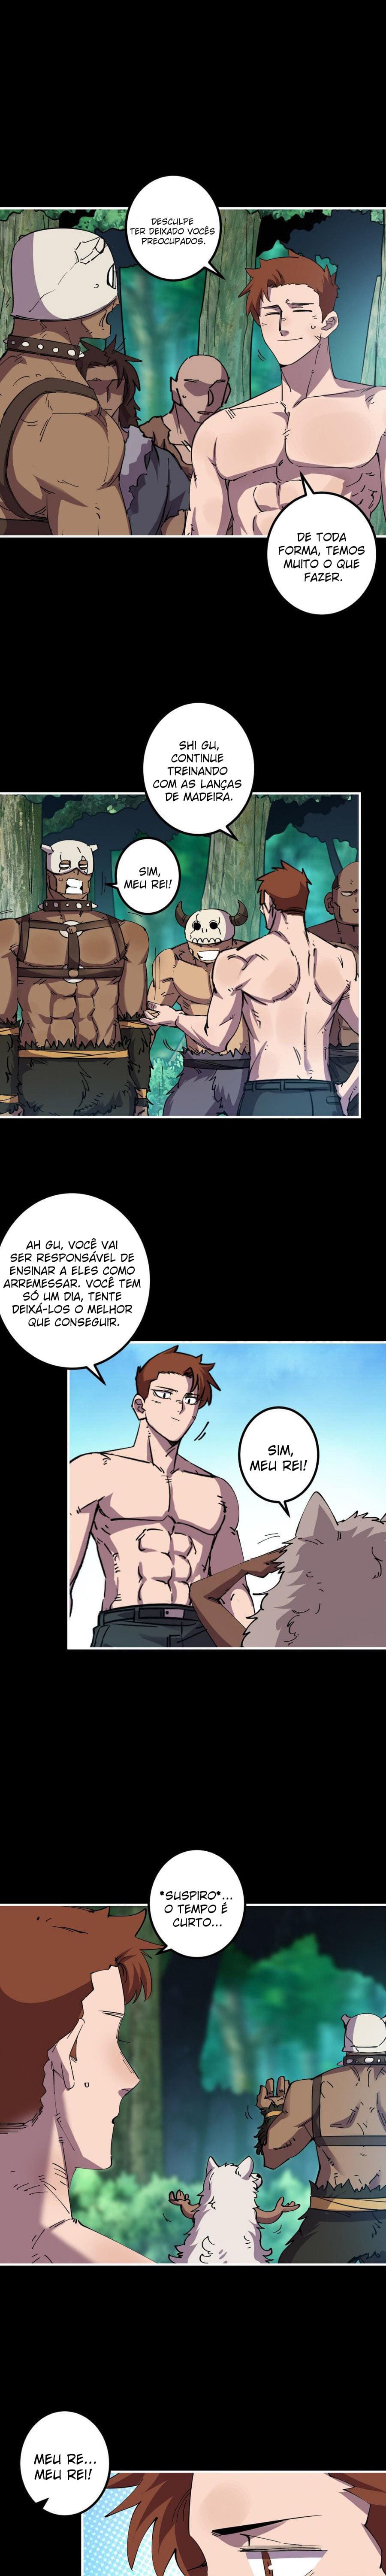 DESCULPE
TER DEIXADO VOCÊS
PREOCUPADOS.
DE TODA
FORMA, TEMOS
MUITO O QUE
FAZER.
SHI GU,
CONTINUE
TREINANDO
COM AS LANÇAS
DE MADEIRA.
SIM,
MEU REI!
AH GU, VOCÊ VAI
SER RESPONSÁVEL DE
ENSINAR A ELES COMO
ARREMESSAR. VOCÊ TEM
SÓ UM DIA, TENTE
DEIXÁ-LOS O MELHOR
QUE CONSEGUIR.
SIM,
MEU REI!
*SUSPIRO*...
O TEMPO É
CURTO...
MEU RE...
MEU REI!